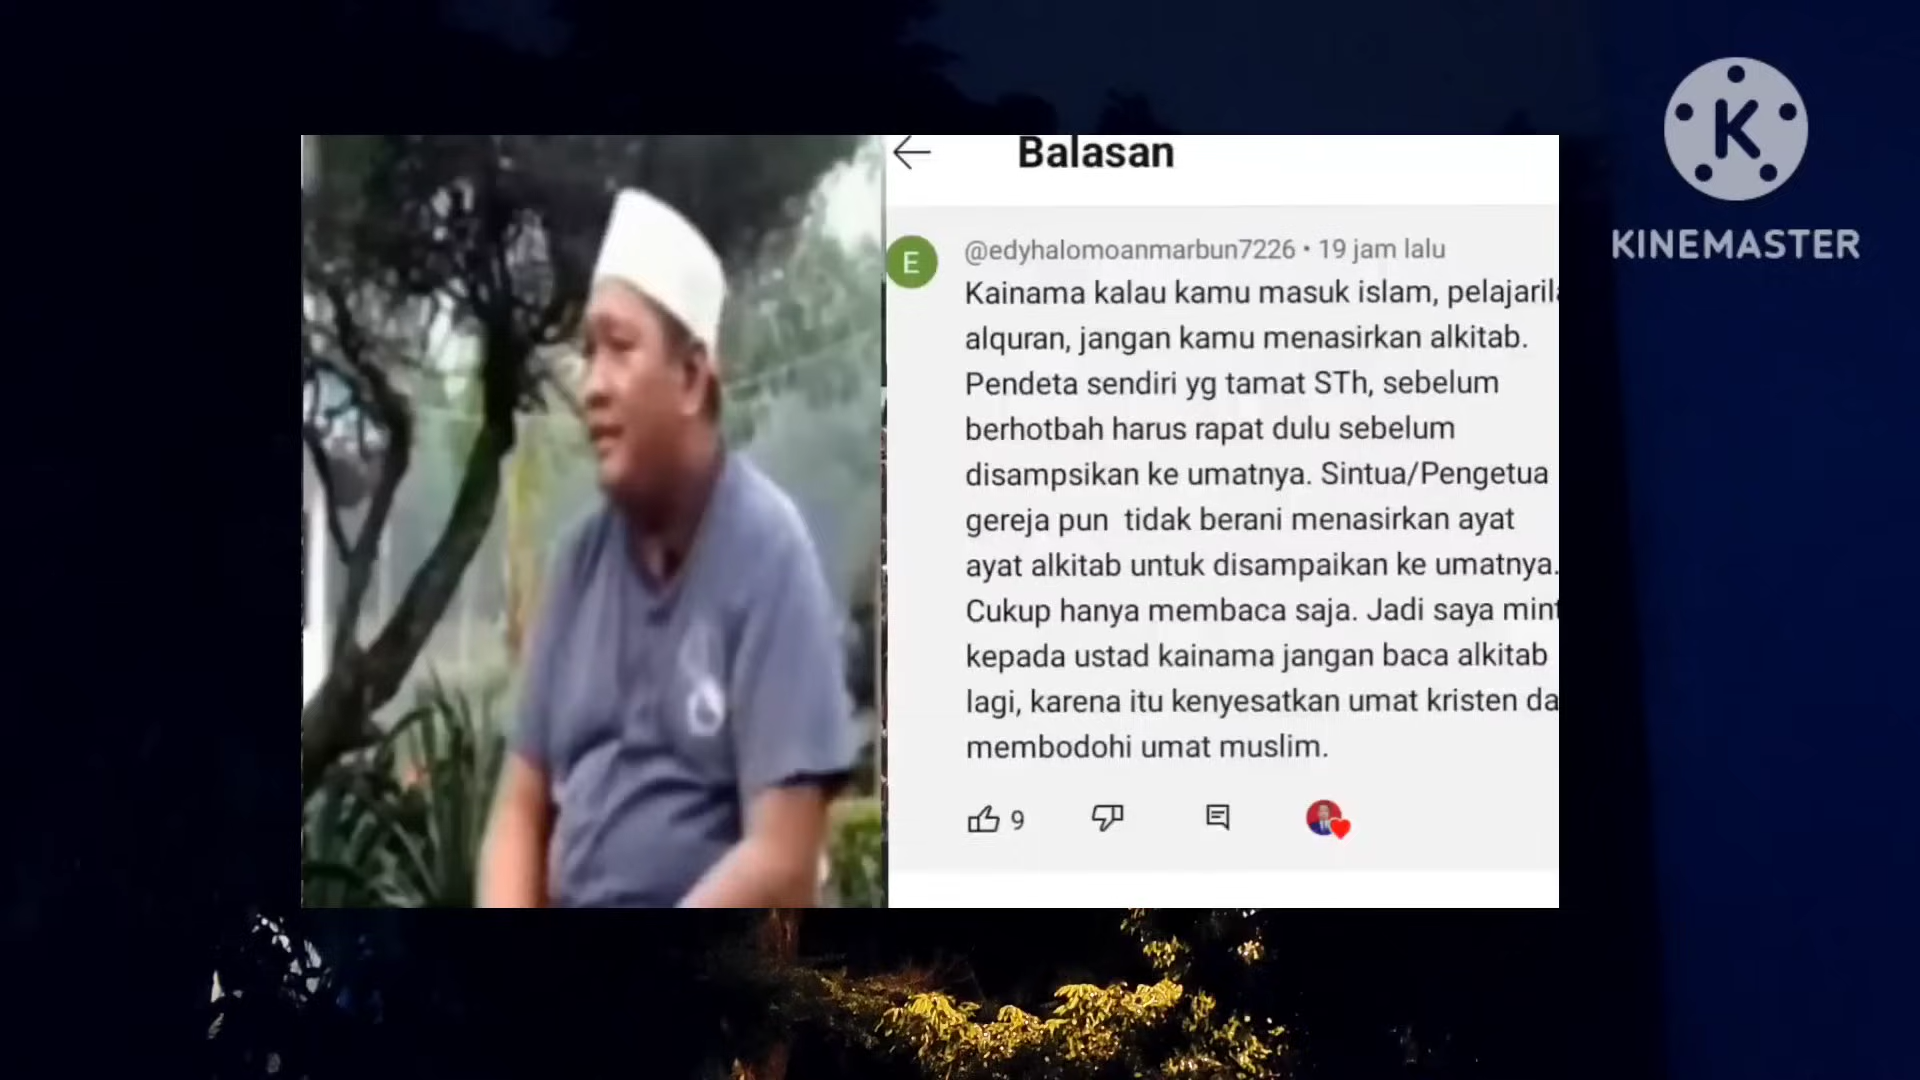 Balasan
E
@edyhalomoanmarbun7226 • 19 jam lalu
Kainama kalau kamu masuk islam, pelajaril
alquran, jangan kamu menasirkan alkitab.
Pendeta sendiri yg tamat STh, sebelum
berhotbah harus rapat dulu sebelum
disampsikan ke umatnya. Sintua/Pengetua
gereja pun tidak berani menasirkan ayat
ayat alkitab untuk disampaikan ke umatnya.
Cukup hanya membaca saja. Jadi saya mint
kepada ustad kainama jangan baca alkitab
lagi, karena itu kenyesatkan umat kristen da
membodohi umat muslim.
9
K
KINEMASTER